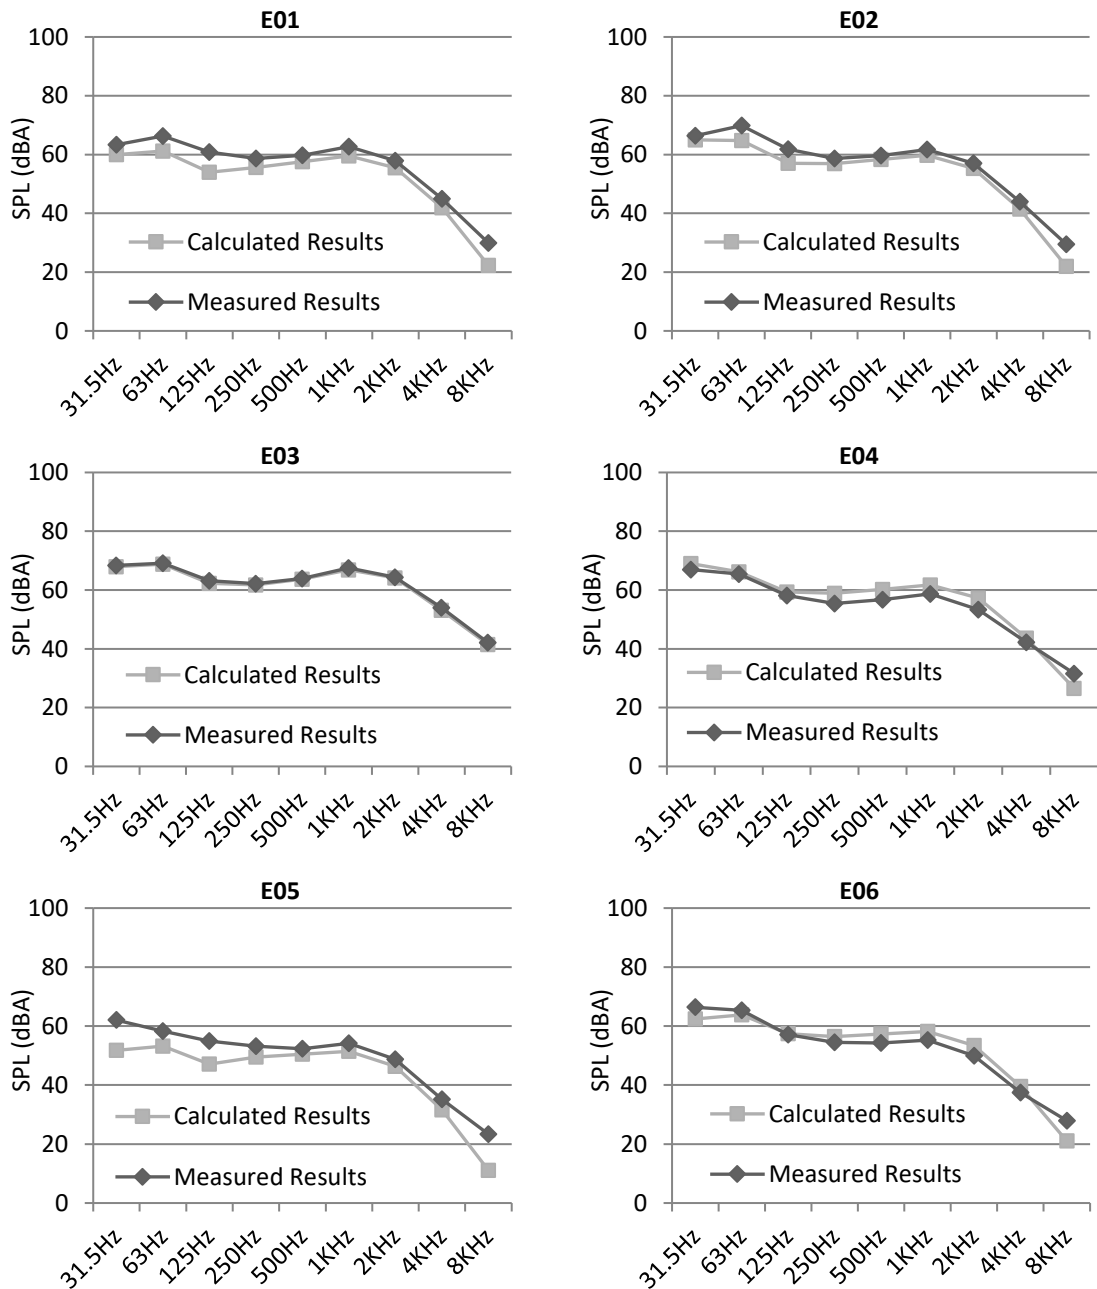 E01
100
80
60
40
20
0
SPL (dBA)
Calculated Results
Measured Results
31.5Hz
63Hz
125Hz
250Hz
500Hz
1KHz
2KHz
4KHz
8KHz
E02
100
80
60
40
20
0
SPL (dBA)
Calculated Results
Measured Results
31.5Hz
63Hz
125Hz
250Hz
500Hz
1KHz
2KHz
4KHz
8KHz
E03
100
80
60
40
20
0
SPL (dBA)
Calculated Results
Measured Results
31.5Hz
63Hz
125Hz
250Hz
500Hz
1KHz
2KHz
4KHz
8KHz
E04
100
80
60
40
20
0
SPL (dBA)
Calculated Results
Measured Results
31.5Hz
63Hz
125Hz
250Hz
500Hz
1KHz
2KHz
4KHz
8KHz
E05
100
80
60
40
20
0
SPL (dBA)
Calculated Results
Measured Results
31.5Hz
63Hz
125Hz
250Hz
500Hz
1KHz
2KHz
4KHz
8KHz
E06
100
80
60
40
20
0
SPL (dBA)
Calculated Results
Measured Results
31.5Hz
63Hz
125Hz
250Hz
500Hz
1KHz
2KHz
4KHz
8KHz